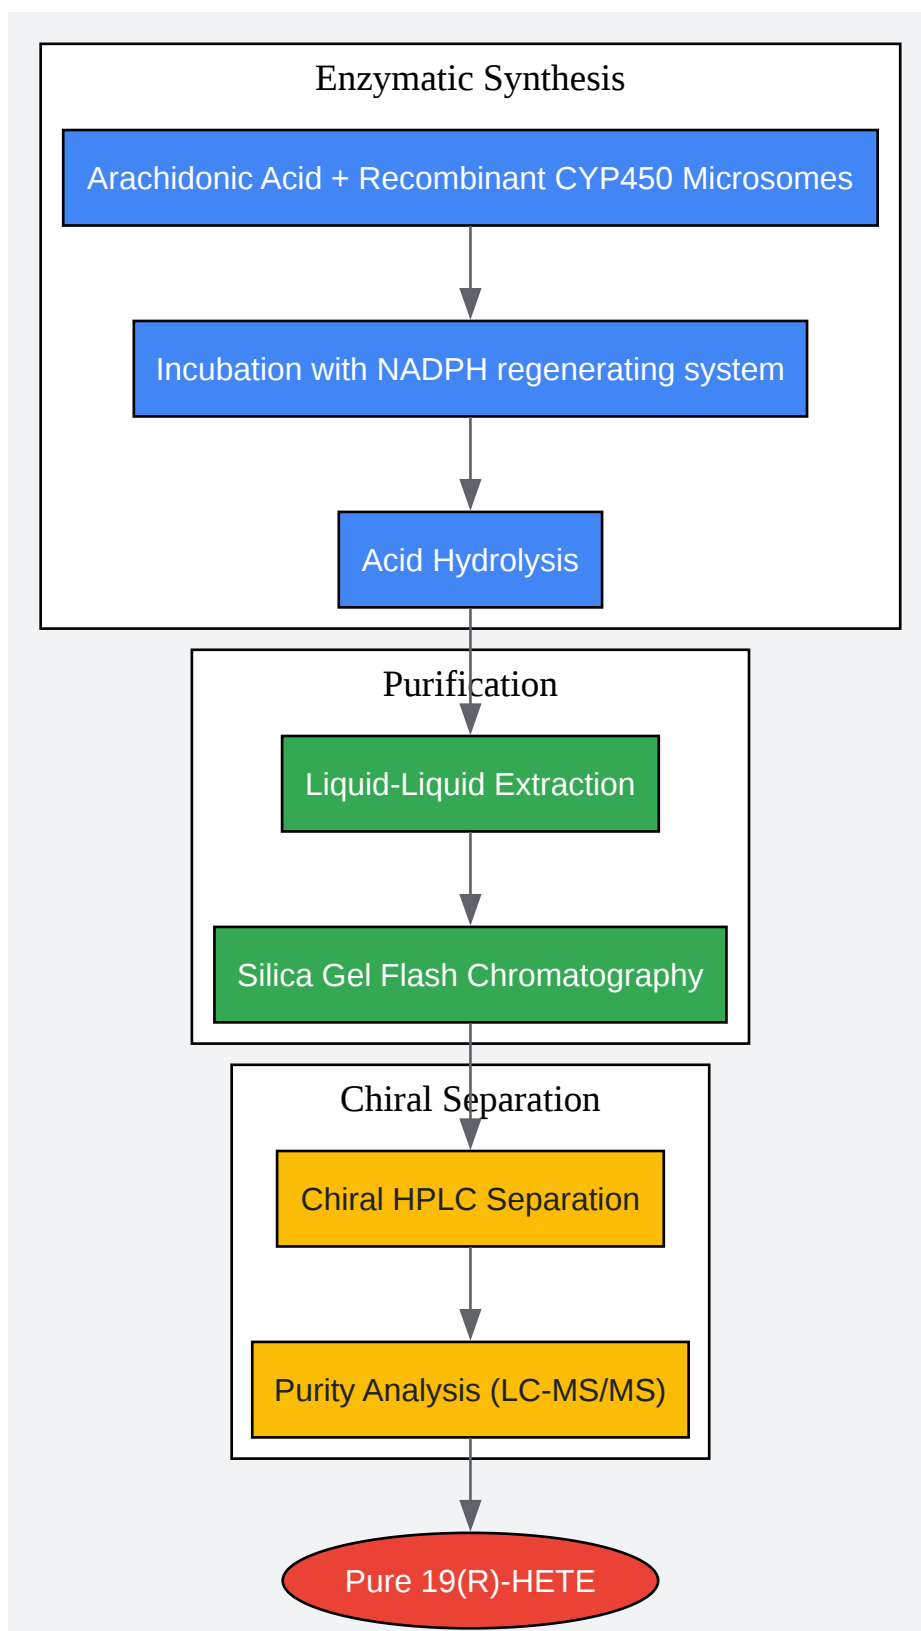 Enzymatic Synthesis
Arachidonic Acid + Recombinant CYP450 Microsomes
Incubation with NADPH regenerating system
Acid Hydrolysis
Purification
Liquid-Liquid Extraction
Silica Gel Flash Chromatography
Chiral Separation
Chiral HPLC Separation
Purity Analysis (LC-MS/MS)
Pure 19(R)-HETE